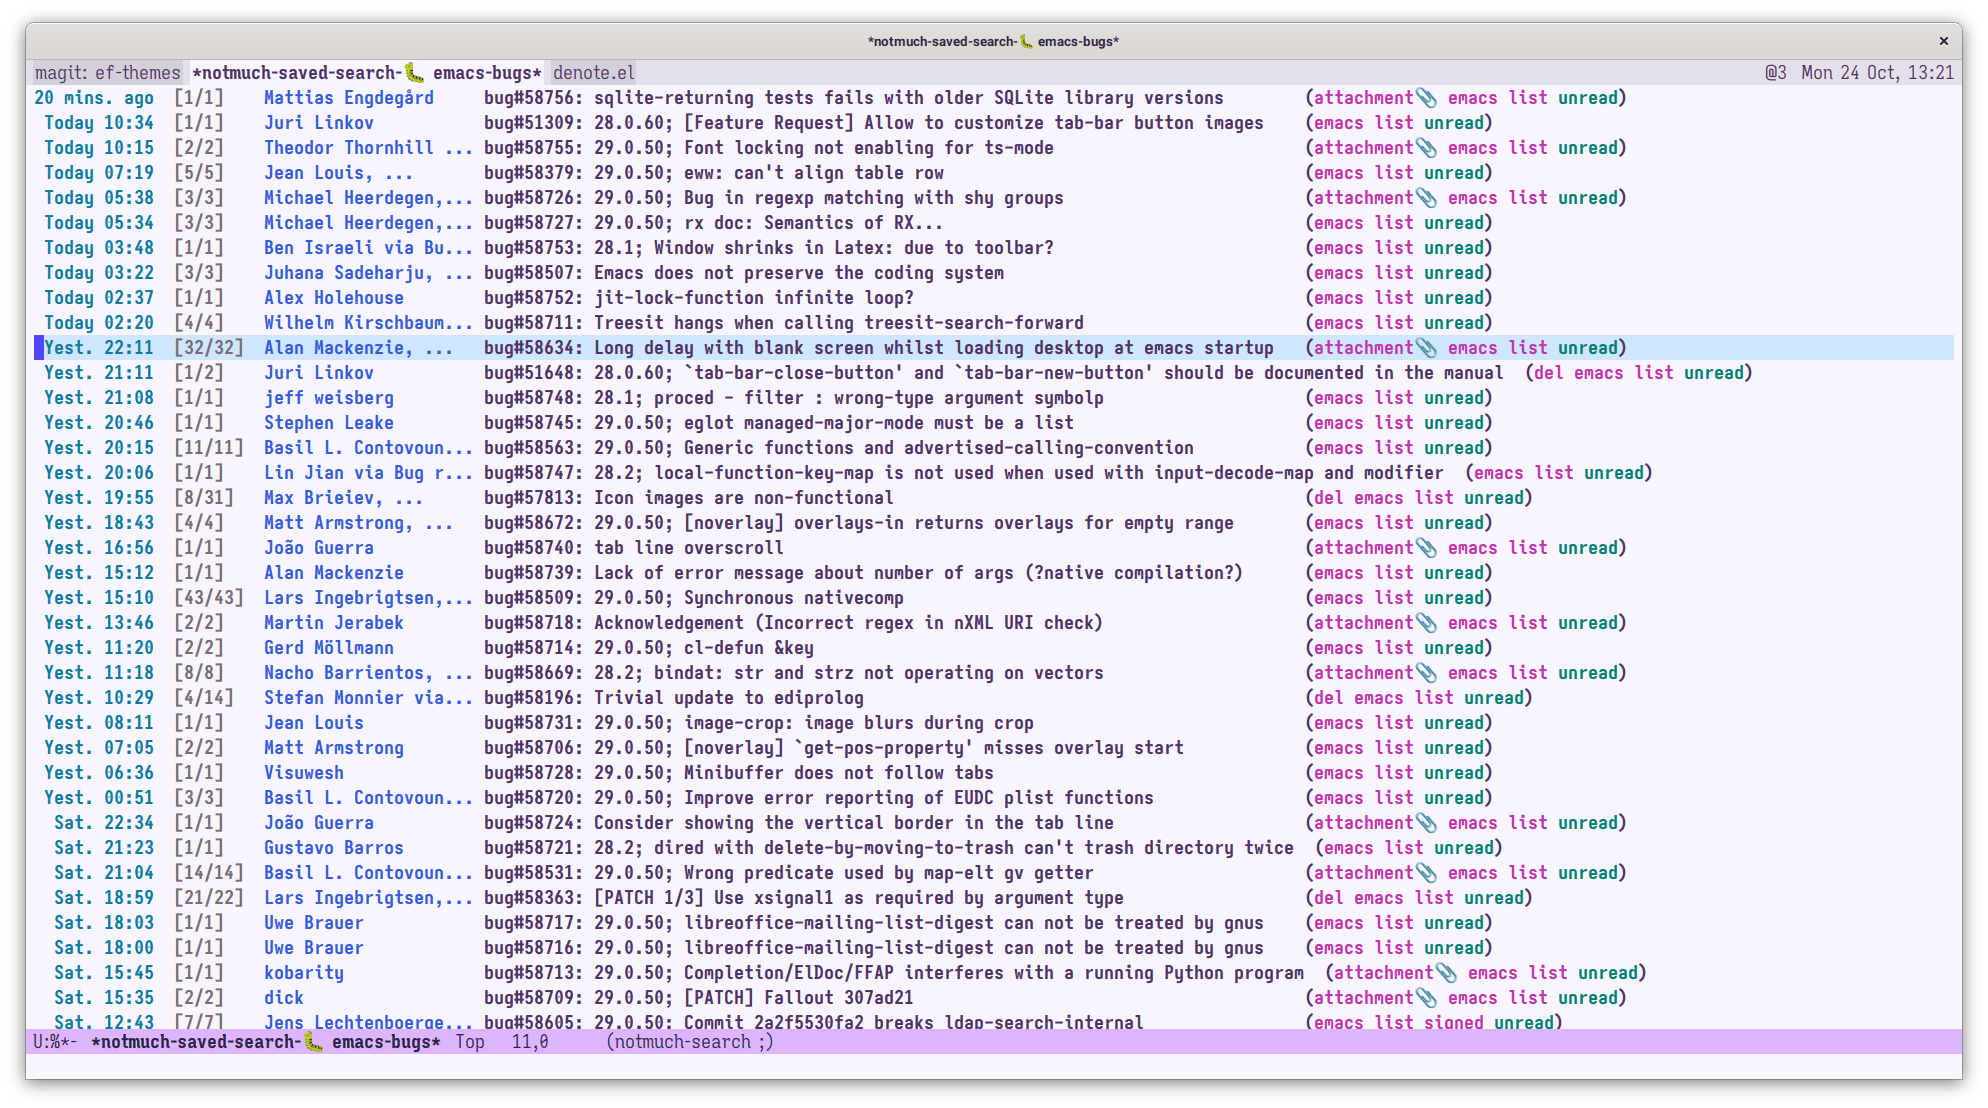 *notmuch-saved-search-🐛 emacs-bugs* ×
magit: ef-themes *notmuch-saved-search-🐛 emacs-bugs* denote.el @3 Mon 24 Oct, 13:21
20 mins. ago [1/1] Mattias Engdegård bug#58756: sqlite-returning tests fails with older SQLite library versions (attachment📎 emacs list unread)
Today 10:34 [1/1] Juri Linkov bug#51309: 28.0.60; [Feature Request] Allow to customize tab-bar button images (emacs list unread)
Today 10:15 [2/2] Theodor Thornhill ... bug#58755: 29.0.50; Font locking not enabling for ts-mode (attachment📎 emacs list unread)
Today 07:19 [5/5] Jean Louis, ... bug#58379: 29.0.50; eww: can't align table row (emacs list unread)
Today 05:38 [3/3] Michael Heerdegen,... bug#58726: 29.0.50; Bug in regexp matching with shy groups (attachment📎 emacs list unread)
Today 05:34 [3/3] Michael Heerdegen,... bug#58727: 29.0.50; rx doc: Semantics of RX... (emacs list unread)
Today 03:48 [1/1] Ben Israeli via Bu... bug#58753: 28.1; Window shrinks in Latex: due to toolbar? (emacs list unread)
Today 03:22 [3/3] Juhana Sadeharju, ... bug#58507: Emacs does not preserve the coding system (emacs list unread)
Today 02:37 [1/1] Alex Holehouse bug#58752: jit-lock-function infinite loop? (emacs list unread)
Today 02:20 [4/4] Wilhelm Kirschbaum... bug#58711: Treesit hangs when calling treesit-search-forward (emacs list unread)
Yest. 22:11 [32/32] Alan Mackenzie, ... bug#58634: Long delay with blank screen whilst loading desktop at emacs startup (attachment📎 emacs list unread)
Yest. 21:11 [1/2] Juri Linkov bug#51648: 28.0.60; `tab-bar-close-button' and `tab-bar-new-button' should be documented in the manual (del emacs list unread)
Yest. 21:08 [1/1] jeff weisberg bug#58748: 28.1; proced - filter : wrong-type argument symbolp (emacs list unread)
Yest. 20:46 [1/1] Stephen Leake bug#58745: 29.0.50; eglot managed-major-mode must be a list (emacs list unread)
Yest. 20:15 [11/11] Basil L. Contovoun... bug#58563: 29.0.50; Generic functions and advertised-calling-convention (emacs list unread)
Yest. 20:06 [1/1] Lin Jian via Bug r... bug#58747: 28.2; local-function-key-map is not used when used with input-decode-map and modifier (emacs list unread)
Yest. 19:55 [8/31] Max Brieiev, ... bug#57813: Icon images are non-functional (del emacs list unread)
Yest. 18:43 [4/4] Matt Armstrong, ... bug#58672: 29.0.50; [noverlay] overlays-in returns overlays for empty range (emacs list unread)
Yest. 16:56 [1/1] João Guerra bug#58740: tab line overscroll (attachment📎 emacs list unread)
Yest. 15:12 [1/1] Alan Mackenzie bug#58739: Lack of error message about number of args (?native compilation?) (emacs list unread)
Yest. 15:10 [43/43] Lars Ingebrigtsen,... bug#58509: 29.0.50; Synchronous nativecomp (emacs list unread)
Yest. 13:46 [2/2] Martin Jerabek bug#58718: Acknowledgement (Incorrect regex in nXML URI check) (attachment📎 emacs list unread)
Yest. 11:20 [2/2] Gerd Möllmann bug#58714: 29.0.50; cl-defun &key (emacs list unread)
Yest. 11:18 [8/8] Nacho Barrientos, ... bug#58669: 28.2; bindat: str and strz not operating on vectors (attachment📎 emacs list unread)
Yest. 10:29 [4/14] Stefan Monnier via... bug#58196: Trivial update to ediprolog (del emacs list unread)
Yest. 08:11 [1/1] Jean Louis bug#58731: 29.0.50; image-crop: image blurs during crop (emacs list unread)
Yest. 07:05 [2/2] Matt Armstrong bug#58706: 29.0.50; [noverlay] `get-pos-property' misses overlay start (emacs list unread)
Yest. 06:36 [1/1] Visuwesh bug#58728: 29.0.50; Minibuffer does not follow tabs (emacs list unread)
Yest. 00:51 [3/3] Basil L. Contovoun... bug#58720: 29.0.50; Improve error reporting of EUDC plist functions (emacs list unread)
Sat. 22:34 [1/1] João Guerra bug#58724: Consider showing the vertical border in the tab line (attachment📎 emacs list unread)
Sat. 21:23 [1/1] Gustavo Barros bug#58721: 28.2; dired with delete-by-moving-to-trash can't trash directory twice (emacs list unread)
Sat. 21:04 [14/14] Basil L. Contovoun... bug#58531: 29.0.50; Wrong predicate used by map-elt gv getter (attachment📎 emacs list unread)
Sat. 18:59 [21/22] Lars Ingebrigtsen,... bug#58363: [PATCH 1/3] Use xsignal1 as required by argument type (del emacs list unread)
Sat. 18:03 [1/1] Uwe Brauer bug#58717: 29.0.50; libreoffice-mailing-list-digest can not be treated by gnus (emacs list unread)
Sat. 18:00 [1/1] Uwe Brauer bug#58716: 29.0.50; libreoffice-mailing-list-digest can not be treated by gnus (emacs list unread)
Sat. 15:45 [1/1] kobarity bug#58713: 29.0.50; Completion/ElDoc/FFAP interferes with a running Python program (attachment📎 emacs list unread)
Sat. 15:35 [2/2] dick bug#58709: 29.0.50; [PATCH] Fallout 307ad21 (attachment📎 emacs list unread)
Sat. 12:43 [7/7] Jens Lechtenboerge... bug#58605: 29.0.50; Commit 2a2f5530fa2 breaks ldap-search-internal (emacs list signed unread)
U:%*- *notmuch-saved-search-🐛 emacs-bugs* Top 11,0 (notmuch-search ;)